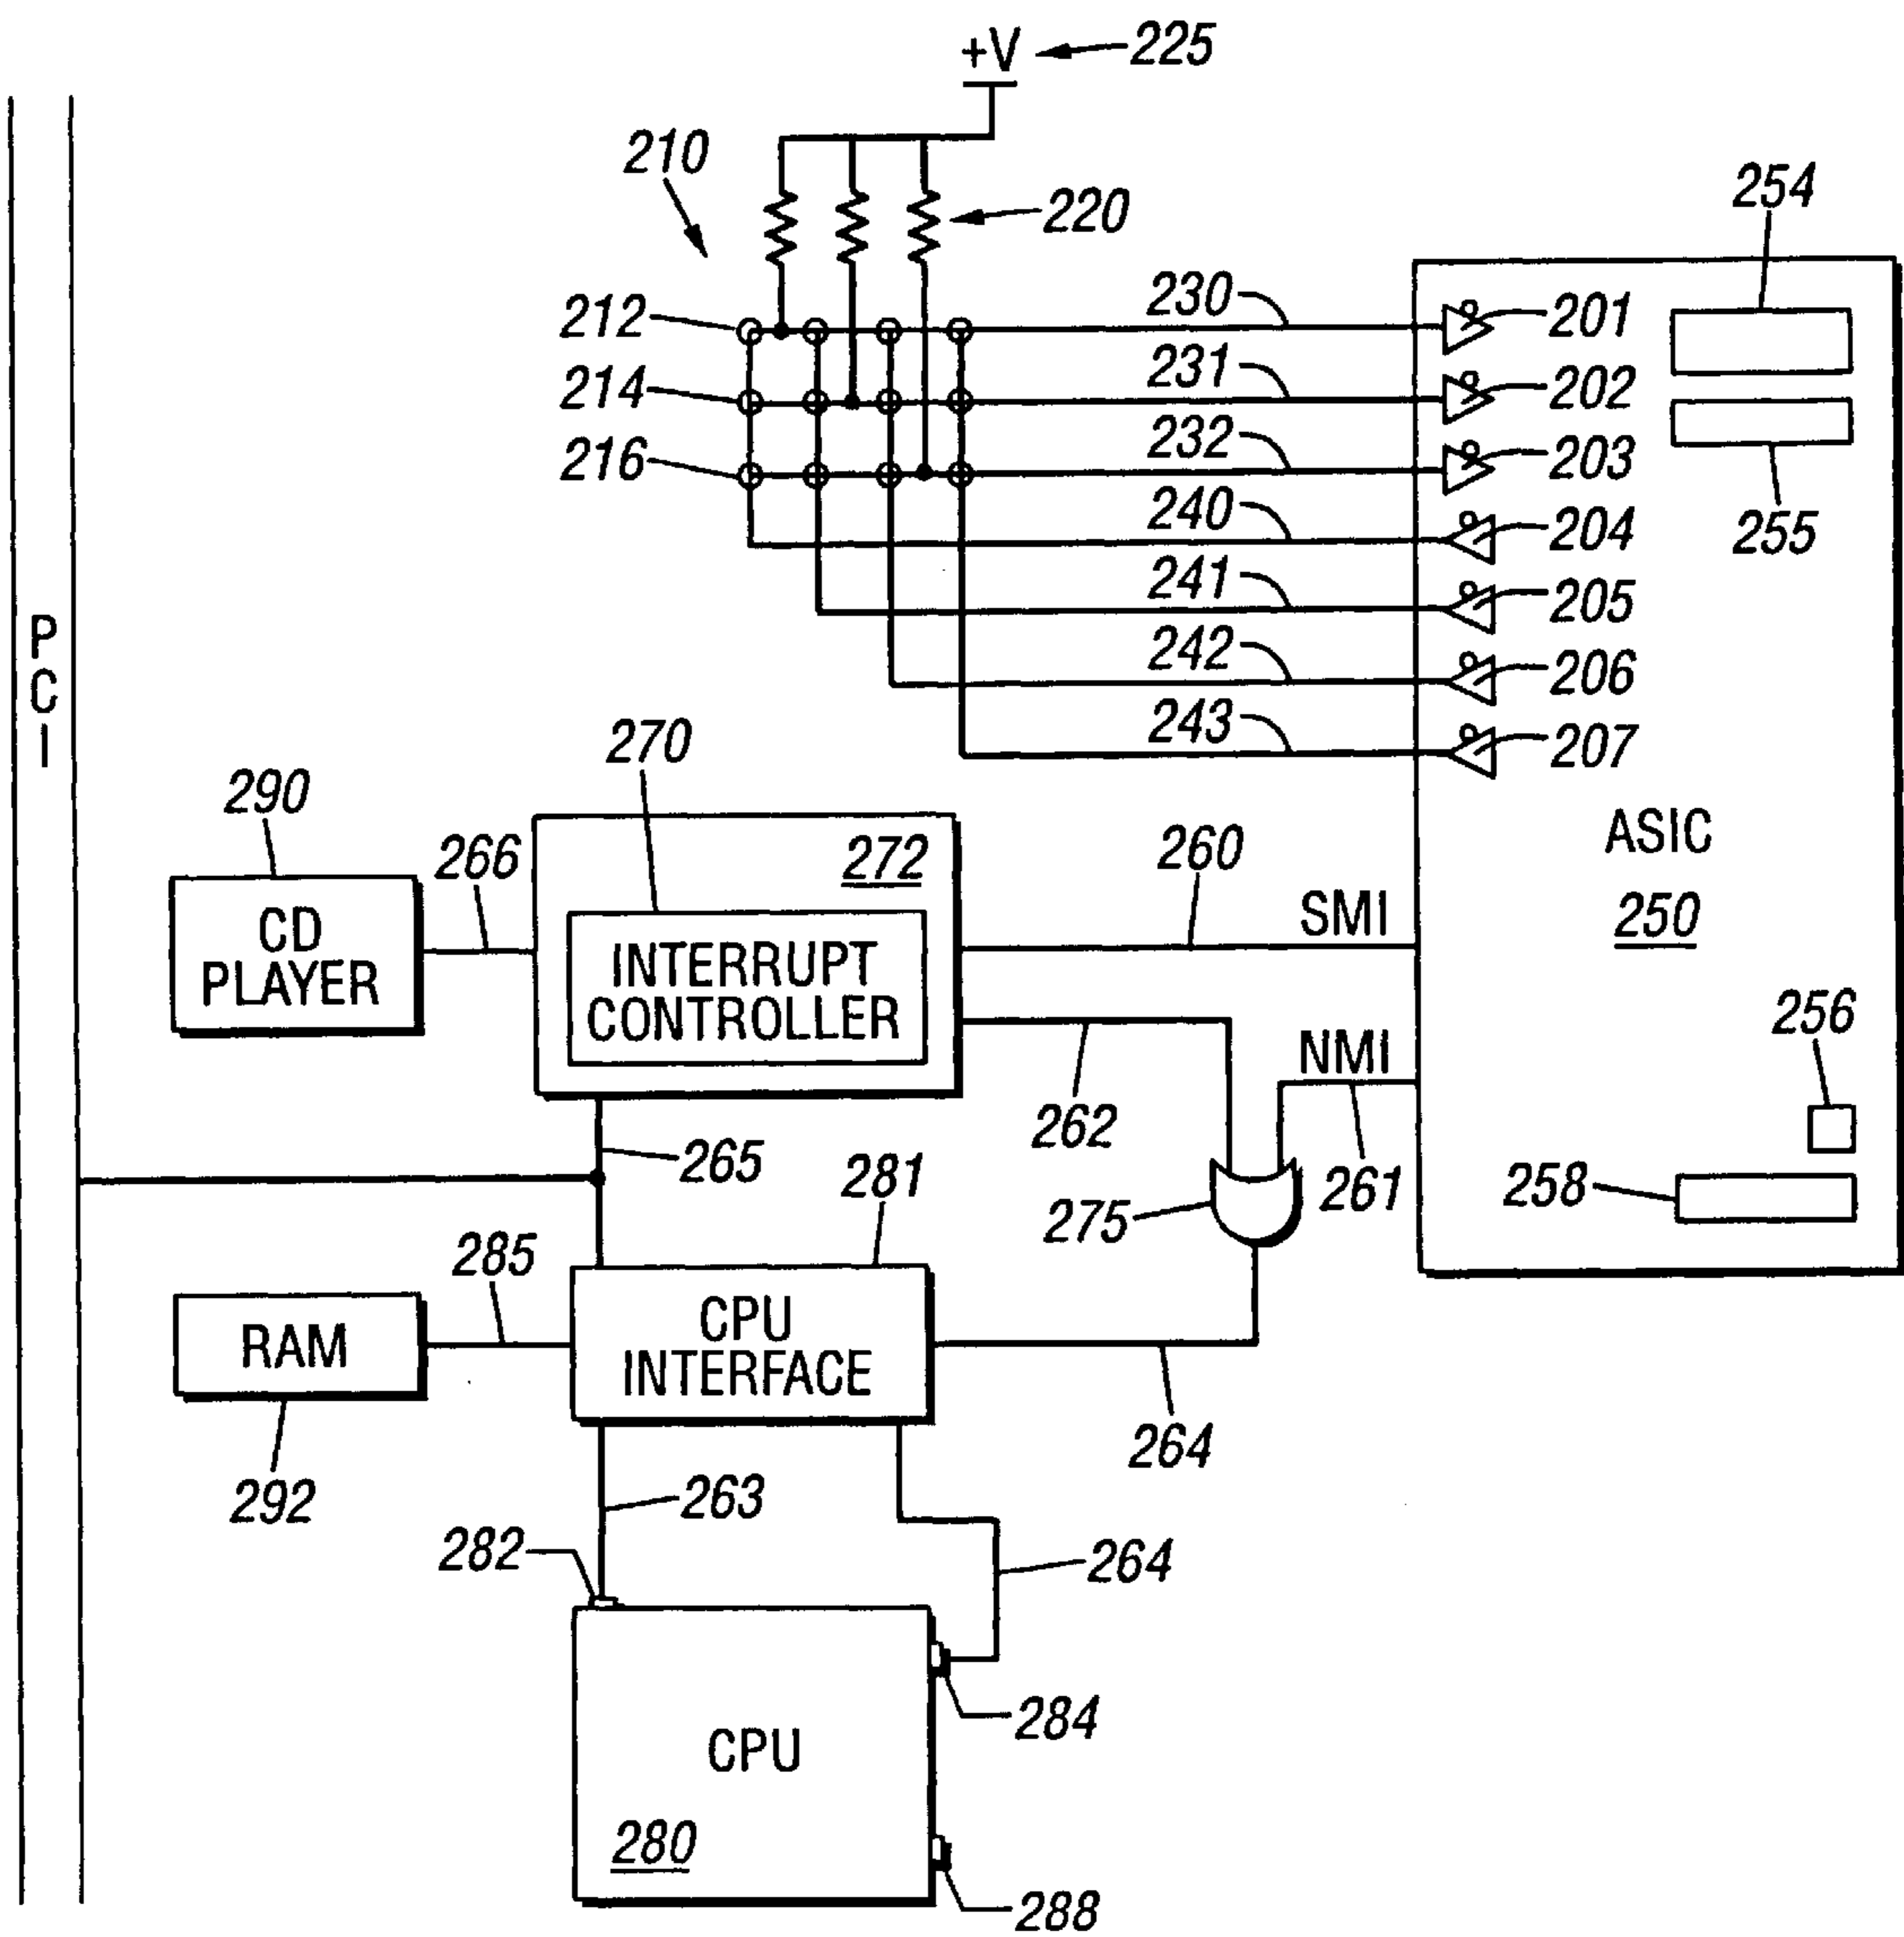 +V 225
210
220
254
212 230 201
214 231 202
216 232 203
240 204 255
241 205
242 206
243 207
PCI
270
290
266 272 260
ASIC
250
SMI
CD
PLAYER
INTERRUPT
CONTROLLER
256
NMI
262
265 281 261
275 258
285
CPU
INTERFACE
RAM
264
292 263
282 264
284
CPU
280
288